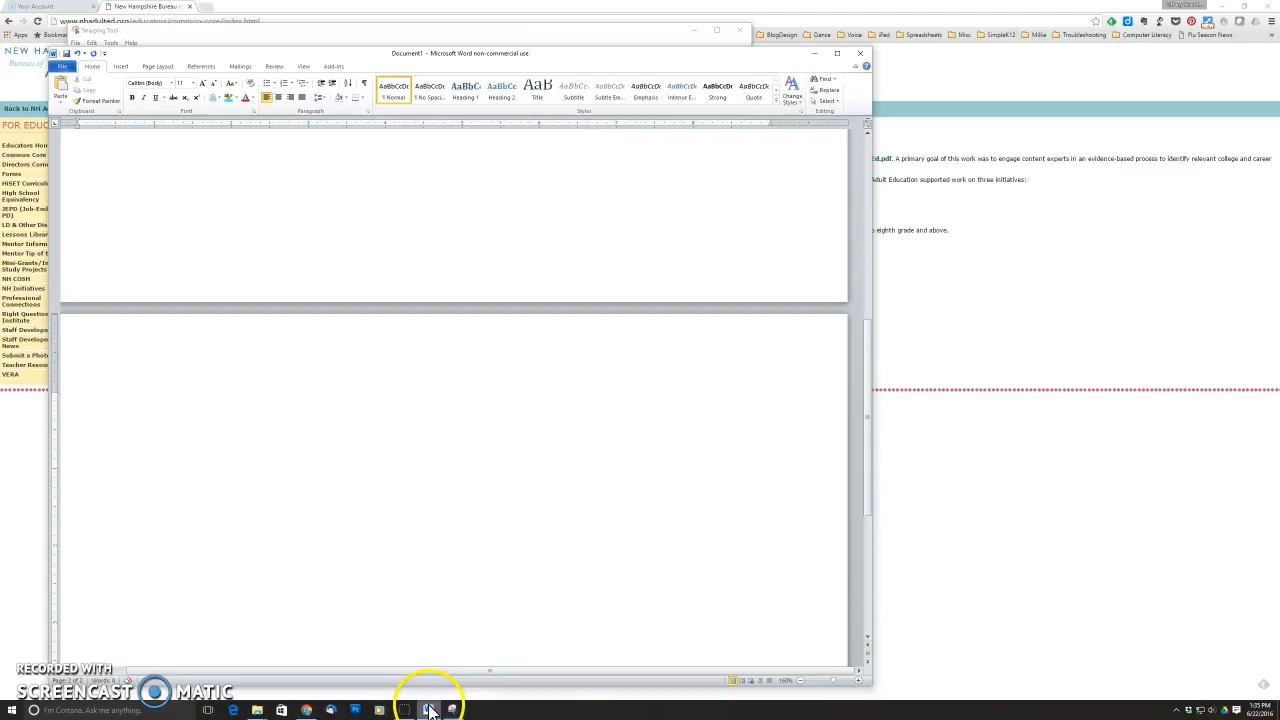 Your Account
New Hampshire Bureau o
www.nhadulted.org/educators/common-core/index.html
Apps
BlogDesign
Dance
Voice
iPad
Spreadsheets
Misc
SimpleK12
Millie
Troubleshooting
Computer Literacy
Flu Season News
Snipping Tool
File Edit Tools Help
Document1 - Microsoft Word non-commercial use
File Home Insert Page Layout References Mailings Review View Add-Ins
Cut
Copy
Format Painter
Paste
Clipboard
Calibri (Body) 11
Font
Paragraph
AaBbCcDc AaBbCcDc AaBbCc AaBbCc AaB AaBbCc AaBbCcDc AaBbCcDc AaBbCcDc AaBbCcDc AaBbCcDc
¶ Normal ¶ No Spaci... Heading 1 Heading 2 Title Subtitle Subtle Em... Emphasis Intense E... Strong Quote
Styles
Change Styles
Find
Replace
Select
Editing
NEW HA
Bureau of
Back to NH A
FOR EDUC
Educators Hom
Common Core
Directors Corne
Forms
HiSET Curriculu
High School
Equivalency
JEPD (Job-Em
PD)
LD & Other Dis
Lessons Librar
Mentor Inform
Mentor Tip of t
Mini-Grants/In
Study Projects
NH COSH
NH Initiatives
Professional
Connections
Right Question
Institute
Staff Developm
Staff Developm
News
Submit a Photo
Teacher Resou
VERA
Ed.pdf. A primary goal of this work was to engage content experts in an evidence-based process to identify relevant college and career
Adult Education supported work on three initiatives:
o eighth grade and above.
Page: 2 of 2 Words: 8
160%
RECORDED WITH
SCREENCAST MATIC
I'm Cortana. Ask me anything.
1:35 PM
6/22/2016